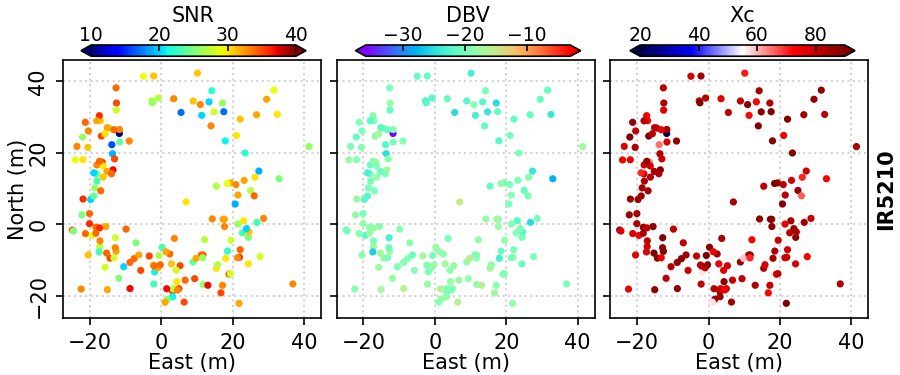 SNR DBV Xc
10 20 30 40 −30 −20 −10 20 40 60 80
40
20
0
−20
North (m)
IR5210
−20 0 20 40 −20 0 20 40 −20 0 20 40
East (m) East (m) East (m)